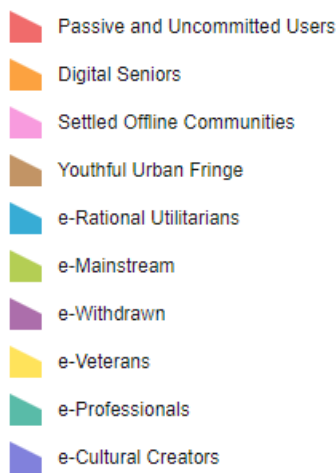 Passive and Uncommitted Users
Digital Seniors
Settled Offline Communities
Youthful Urban Fringe
e-Rational Utilitarians
e-Mainstream
e-Withdrawn
e-Veterans
e-Professionals
e-Cultural Creators